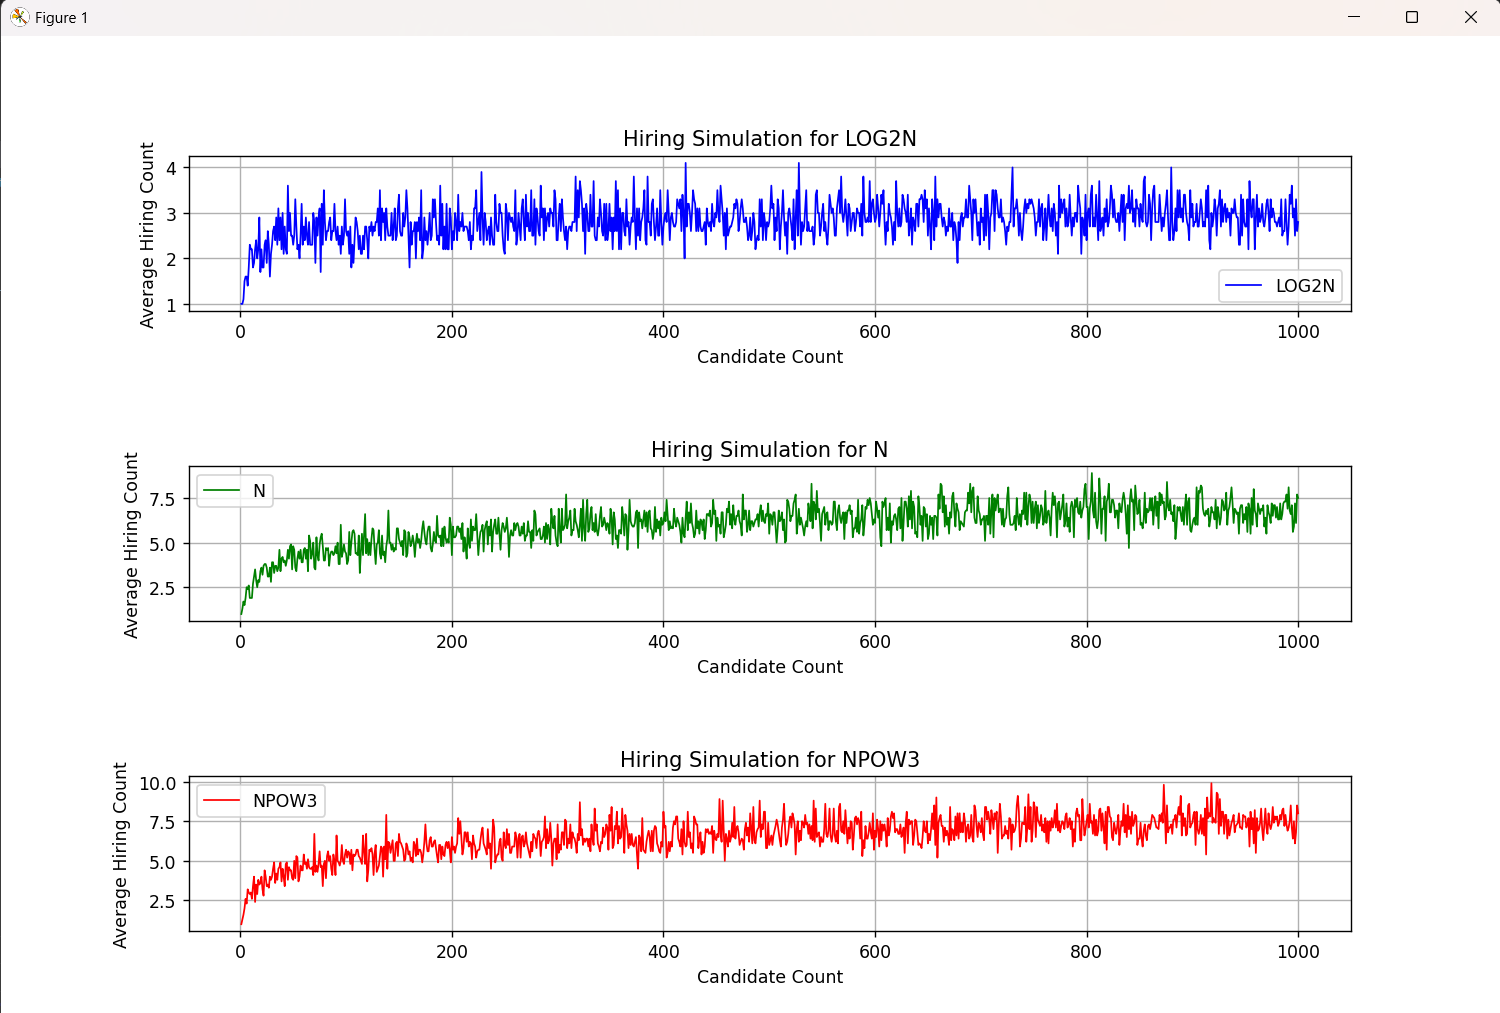 Figure 1
Hiring Simulation for LOG2N
Average Hiring Count
4
3
2
1
LOG2N
0 200 400 600 800 1000
Candidate Count
Hiring Simulation for N
Average Hiring Count
7.5
5.0
2.5
N
0 200 400 600 800 1000
Candidate Count
Hiring Simulation for NPOW3
Average Hiring Count
10.0
7.5
5.0
2.5
NPOW3
0 200 400 600 800 1000
Candidate Count